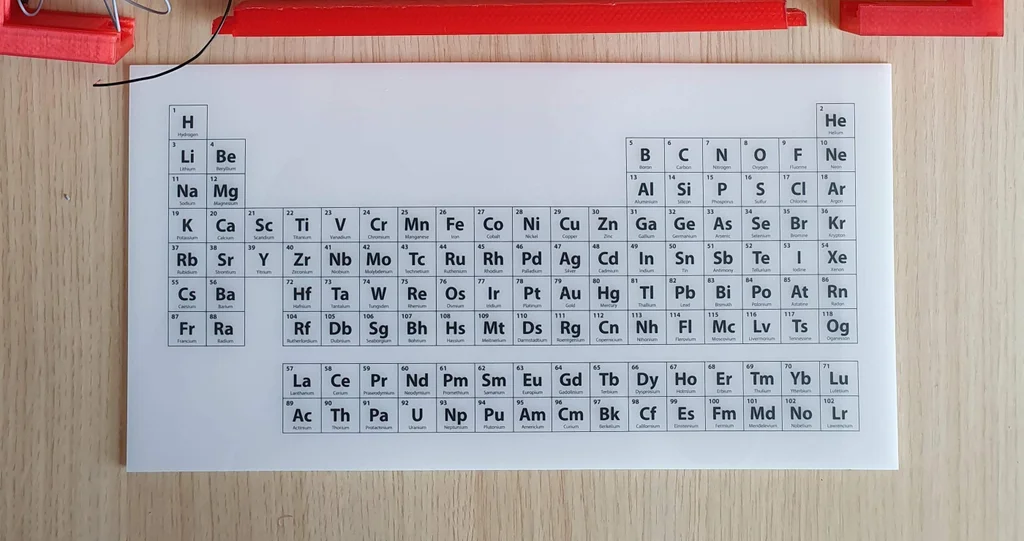 1 2
H He
Hydrogen Helium
3 4 5 6 7 8 9 10
Li Be B C N O F Ne
Lithium Beryllium Boron Carbon Nitrogen Oxygen Fluorine Neon
11 12 13 14 15 16 17 18
Na Mg Al Si P S Cl Ar
Sodium Magnesium Silicon Sulfur Chlorine Argon
19 20 21 22 23 24 25 26 27 28 29 30 31 32 33 34 35 36
K Ca Sc Ti V Cr Mn Fe Co Ni Cu Zn Ga Ge As Se Br Kr
Potassium Calcium Scandium Titanium Vanadium Chromium Manganese Iron Cobalt Nickel Copper Zinc Gallium Germanium Arsenic Selenium Bromine Krypton
37 38 39 40 41 42 43 44 45 46 47 48 49 50 51 52 53 54
Rb Sr Y Zr Nb Mo Tc Ru Rh Pd Ag Cd In Sn Sb Te I Xe
Rubidium Strontium Yttrium Zirconium Niobium Molybdenum Technetium Ruthenium Rhodium Palladium Silver Cadmium Indium Tin Antimony Tellurium Iodine Xenon
55 56 72 73 74 75 76 77 78 79 80 81 82 83 84 85 86
Cs Ba Hf Ta W Re Os Ir Pt Au Hg Tl Pb Bi Po At Rn
Barium Hafnium Tantalum Tungsten Rhenium Osmium Iridium Platinum Gold Mercury Thallium Lead Bismuth Polonium Astatine Radon
87 88 104 105 106 107 108 109 110 111 112 113 114 115 116 117 118
Fr Ra Rf Db Sg Bh Hs Mt Ds Rg Cn Nh Fl Mc Lv Ts Og
Francium Radium Rutherfordium Dubnium Seaborgium Bohrium Hassium Meitnerium Darmstadtium Roentgenium Copernicium Nihonium Flerovium Moscovium Livermorium Tennessine Oganesson
57 58 59 60 61 62 63 64 65 66 67 68 69 70 71
La Ce Pr Nd Pm Sm Eu Gd Tb Dy Ho Er Tm Yb Lu
Lanthanum Cerium Praseodymium Neodymium Promethium Samarium Europium Gadolinium Terbium Dysprosium Holmium Erbium Thulium Ytterbium Lutetium
89 90 91 92 93 94 95 96 97 98 99 100 101 102 102
Ac Th Pa U Np Pu Am Cm Bk Cf Es Fm Md No Lr
Actinium Thorium Protactinium Uranium Neptunium Plutonium Americium Curium Berkelium Californium Einsteinium Fermium Mendelevium Nobelium Lawrencium